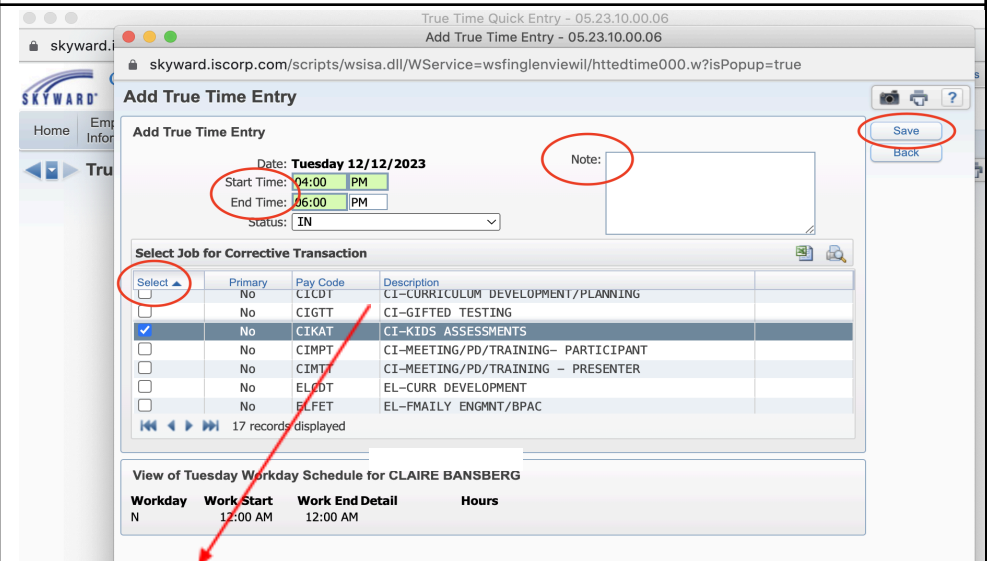 True Time Quick Entry - 05.23.10.00.06
Add True Time Entry - 05.23.10.00.06
skyward.i
skyward.iscorp.com/scripts/wsisa.dll/WService=wsfinglenviewil/httedtime000.w?isPopup=true
SKYWARD
Add True Time Entry
?
Home
Emp
Infor
Tru
Add True Time Entry
Save
Back
Date: Tuesday 12/12/2023
Note:
Start Time: 04:00 PM
End Time: 06:00 PM
Status: IN
Select Job for Corrective Transaction
Select Primary Pay Code Description
No CICDT CI-CURRICULUM DEVELOPMENT/PLANNING
No CIGTT CI-GIFTED TESTING
No CIKAT CI-KIDS ASSESSMENTS
No CIMPT CI-MEETING/PD/TRAINING- PARTICIPANT
No CIMTT CI-MEETING/PD/TRAINING - PRESENTER
No ELCDT EL-CURR DEVELOPMENT
No ELFET EL-FMAILY ENGMNT/BPAC
17 records displayed
View of Tuesday Workday Schedule for CLAIRE BANSBERG
Workday Work Start Work End Detail Hours
N 12:00 AM 12:00 AM